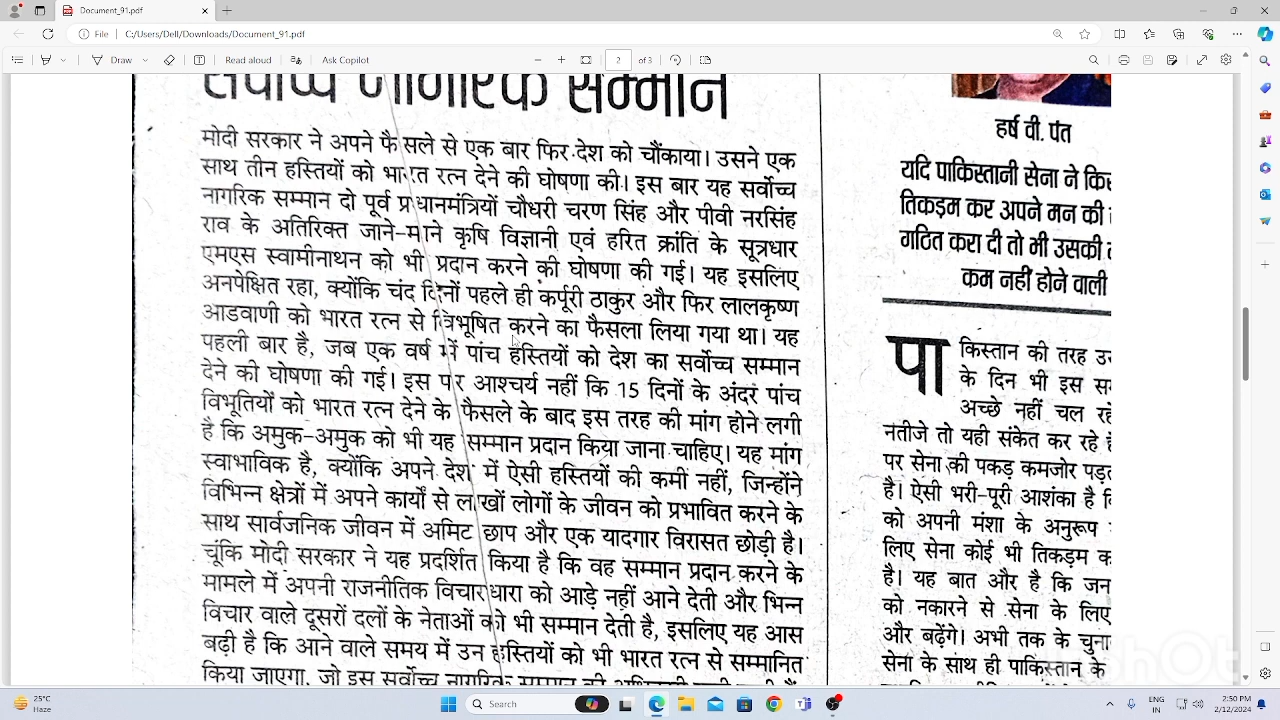 Document_91.pdf
File
C:/Users/Dell/Downloads/Document_91.pdf
Draw
Read aloud
Ask Copilot
2
of 3
सर्वोच्च नागरिक सम्मान
मोदी सरकार ने अपने फैसले से एक बार फिर देश को चौंकाया। उसने एक
साथ तीन हस्तियों को भारत रत्न देने की घोषणा की। इस बार यह सर्वोच्च
नागरिक सम्मान दो पूर्व प्रधानमंत्रियों चौधरी चरण सिंह और पीवी नरसिंह
राव के अतिरिक्त जाने-माने कृषि विज्ञानी एवं हरित क्रांति के सूत्रधार
एमएस स्वामीनाथन को भी प्रदान करने की घोषणा की गई। यह इसलिए
अनपेक्षित रहा, क्योंकि चंद दिनों पहले ही कर्पूरी ठाकुर और फिर लालकृष्ण
आडवाणी को भारत रत्न से विभूषित करने का फैसला लिया गया था। यह
पहली बार है, जब एक वर्ष में पांच हस्तियों को देश का सर्वोच्च सम्मान
देने की घोषणा की गई। इस पर आश्चर्य नहीं कि 15 दिनों के अंदर पांच
विभूतियों को भारत रत्न देने के फैसले के बाद इस तरह की मांग होने लगी
है कि अमुक-अमुक को भी यह सम्मान प्रदान किया जाना चाहिए। यह मांग
स्वाभाविक है, क्योंकि अपने देश में ऐसी हस्तियों की कमी नहीं, जिन्होंने
विभिन्न क्षेत्रों में अपने कार्यों से लाखों लोगों के जीवन को प्रभावित करने के
साथ सार्वजनिक जीवन में अमिट छाप और एक यादगार विरासत छोड़ी है।
चूंकि मोदी सरकार ने यह प्रदर्शित किया है कि वह सम्मान प्रदान करने के
मामले में अपनी राजनीतिक विचारधारा को आड़े नहीं आने देती और भिन्न
विचार वाले दूसरों दलों के नेताओं को भी सम्मान देती है, इसलिए यह आस
बढ़ी है कि आने वाले समय में उन हस्तियों को भी भारत रत्न से सम्मानित
किया जाएगा, जो इस सर्वोच्च नागरिक सम्मान की
हर्ष वी. पंत
यदि पाकिस्तानी सेना ने
तिकड़म कर अपने मन की
गठित करा दी तो भी उसकी
कम नहीं होने वाली
पाकिस्तान की तरह
के दिन भी इस
अच्छे नहीं चल रहे
नतीजे तो यही संकेत कर रहे
पर सेना की पकड़ कमजोर
है। ऐसी भरी-पूरी आशंका है
को अपनी मंशा के अनुरूप
लिए सेना कोई भी तिकड़म
है। यह बात और है कि
को नकारने से सेना के लिए
और बढ़ेंगे। अभी तक के
सेना के साथ ही पाकिस्तान के
25°C
Haze
Search
ENG
IN
2:50 PM
2/12/2024